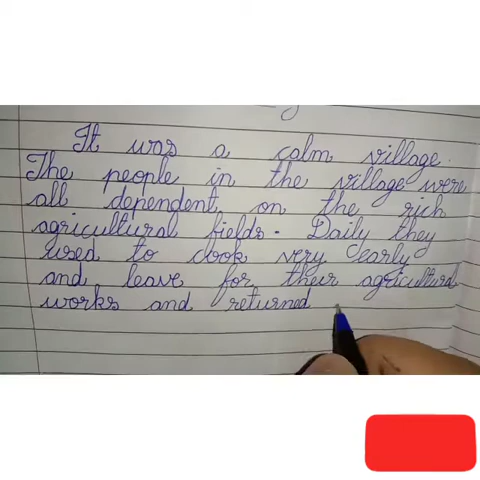 It was a calm village.
The people in the village were
all dependent on the rich
agricultural fields. Daily they
used to cook very early
and leave for their agricultural
works and returned